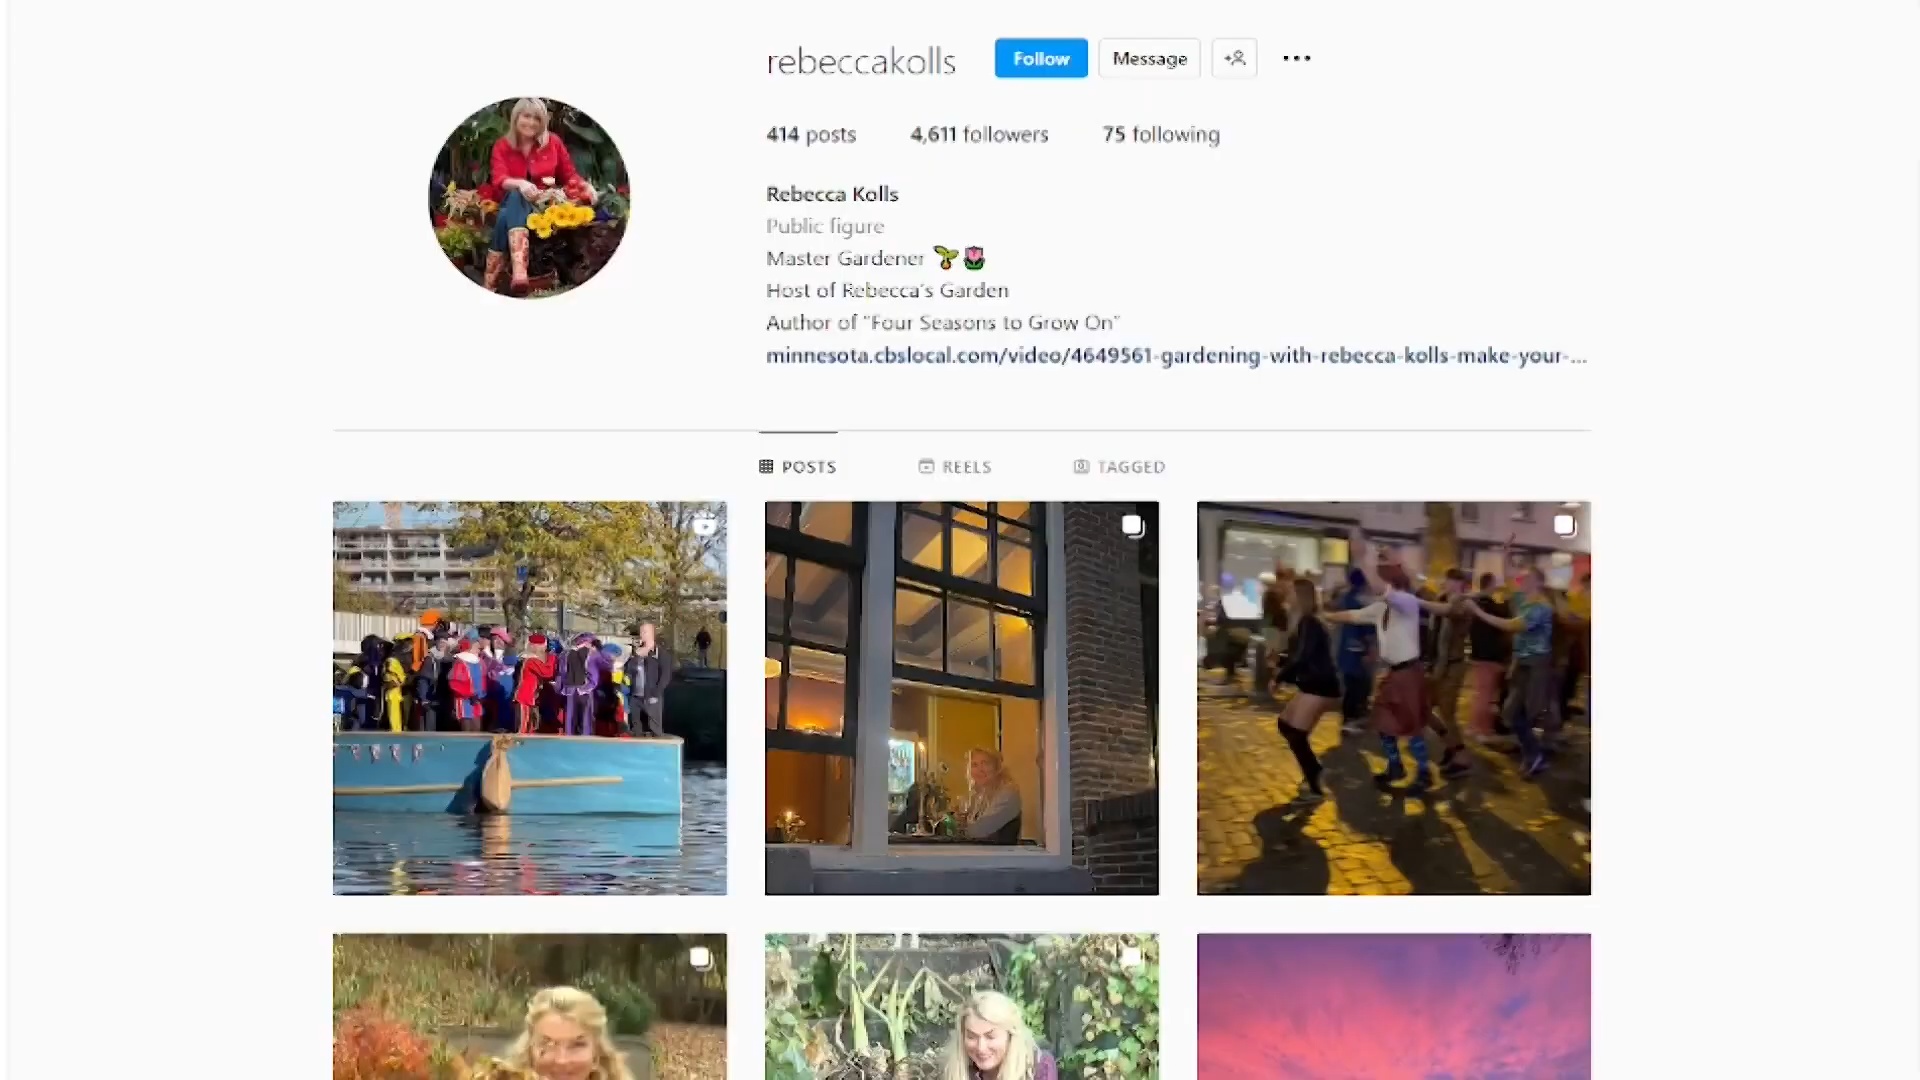 rebeccakolls Follow Message
414 posts 4,611 followers 75 following
Rebecca Kolls
Public figure
Master Gardener
Host of Rebecca's Garden
Author of "Four Seasons to Grow On"
minnesota.cbslocal.com/video/4649561-gardening-with-rebecca-kolls-make-your-...
POSTS REELS TAGGED